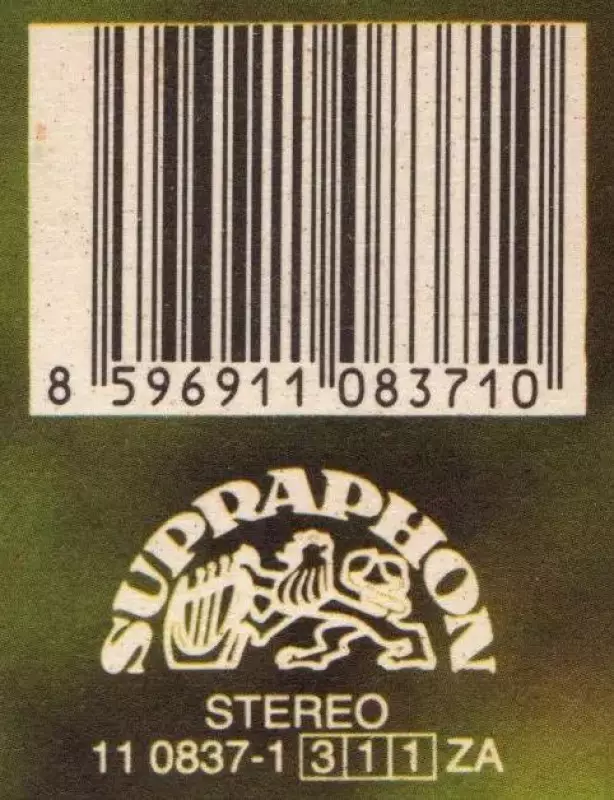 8 596911 083710
SUPRAPHON
STEREO
11 0837-1 311 ZA